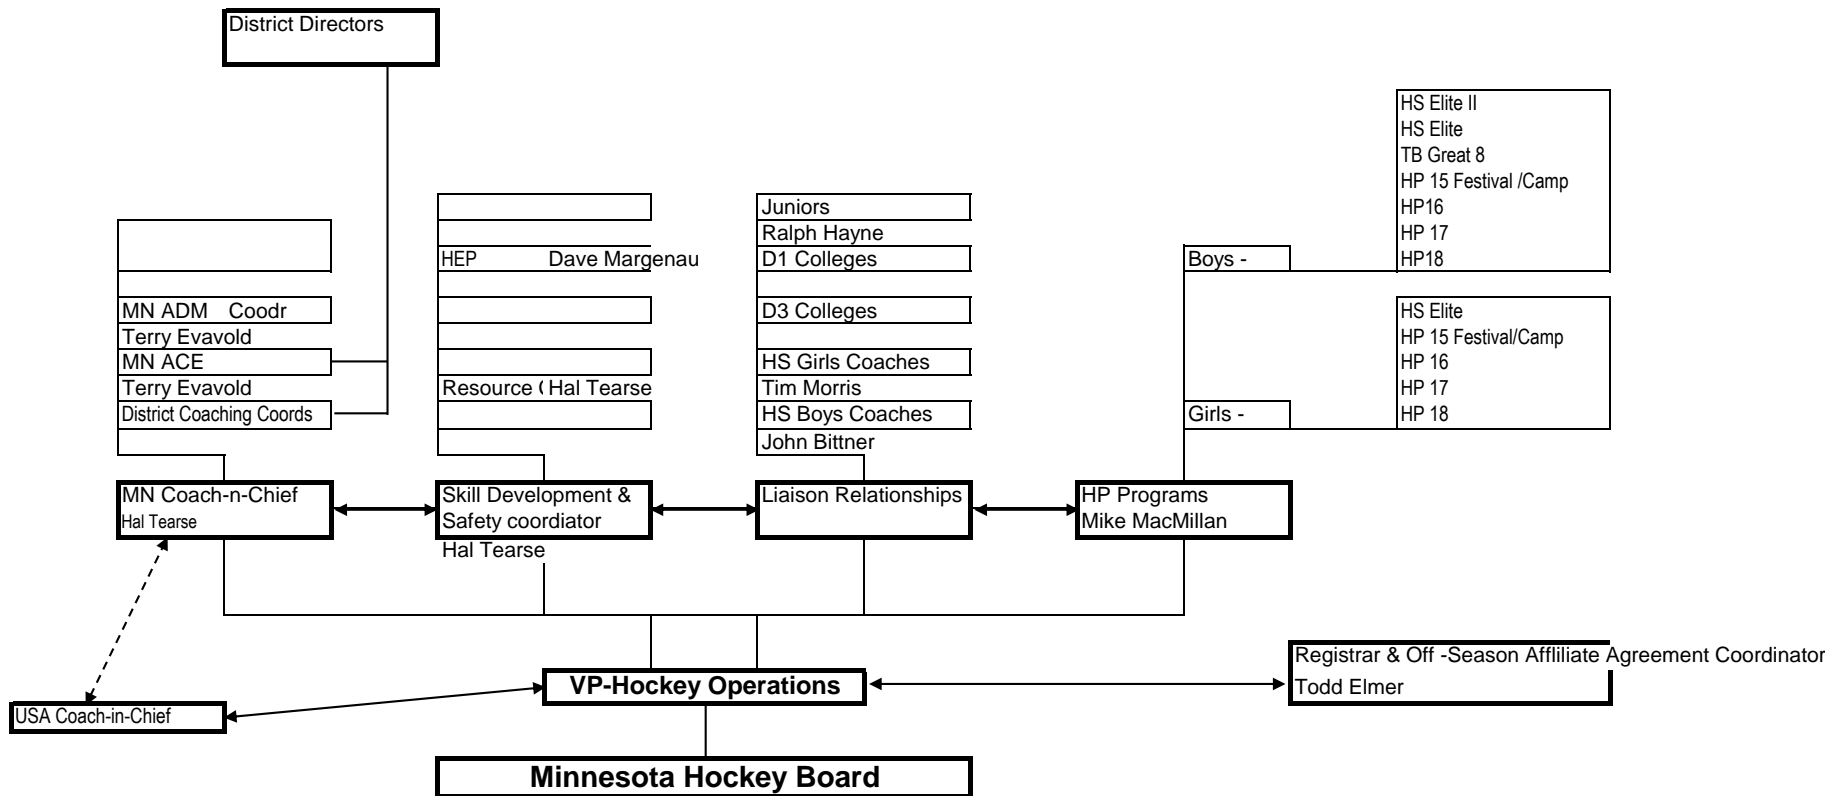 District Directors
HS Elite II
HS Elite
TB Great 8
HP 15 Festival /Camp
HP16
HP 17
HP18
Juniors
Ralph Hayne
HEP Dave Margenau
D1 Colleges
Boys -
MN ADM Coodr
Terry Evavold
MN ACE
Terry Evavold
District Coaching Coords
Resource ( Hal Tearse
D3 Colleges
HS Girls Coaches
Tim Morris
HS Boys Coaches
John Bittner
HS Elite
HP 15 Festival/Camp
HP 16
HP 17
HP 18
Girls -
MN Coach-n-Chief
Hal Tearse
Skill Development &
Safety coordiator
Hal Tearse
Liaison Relationships
HP Programs
Mike MacMillan
Registrar & Off -Season Affliliate Agreement Coordinator
Todd Elmer
VP-Hockey Operations
USA Coach-in-Chief
Minnesota Hockey Board